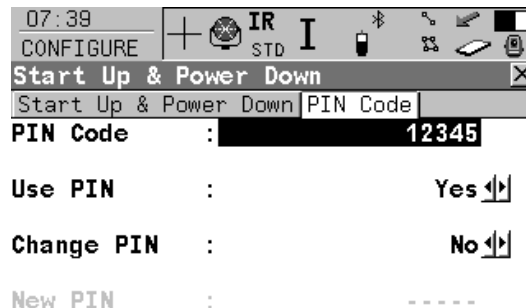 07:39
CONFIGURE
IR
STD
I
Start Up & Power Down
Start Up & Power Down PIN Code
PIN Code : 12345
Use PIN : Yes
Change PIN : No
New PIN : -----